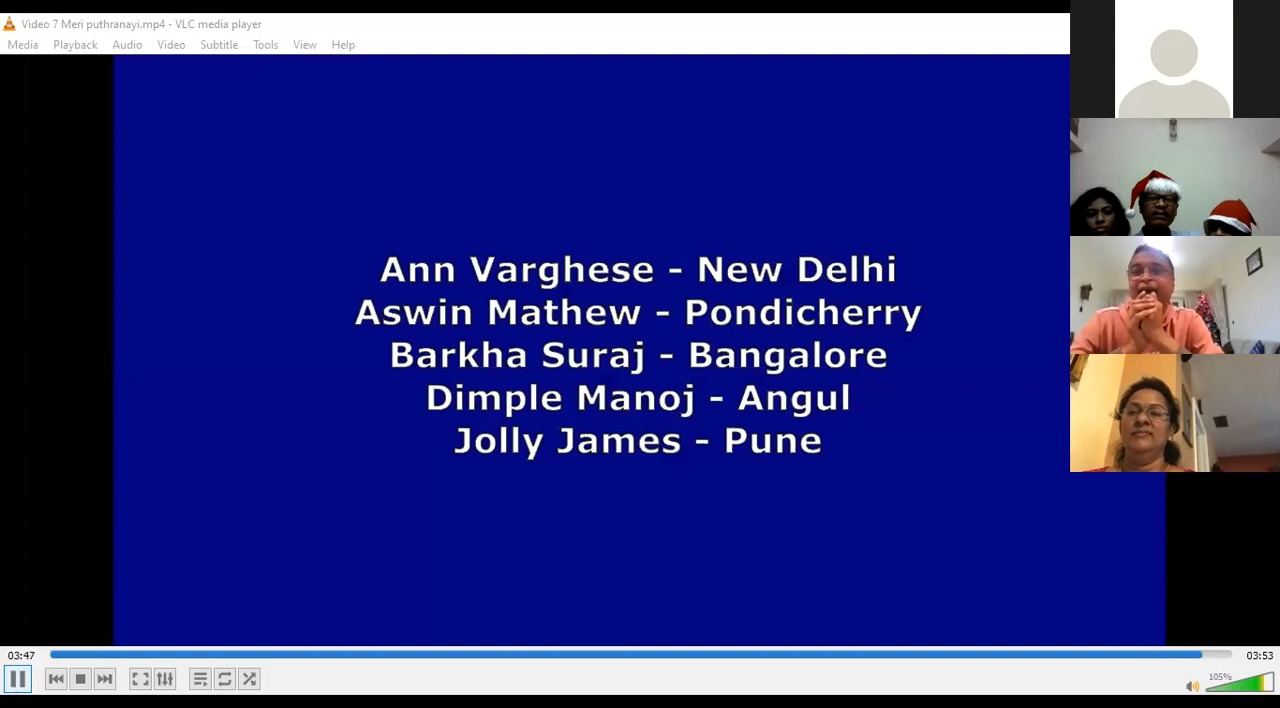 Video 7 Meri puthranayi.mp4 - VLC media player
Media Playback Audio Video Subtitle Tools View Help
Ann Varghese - New Delhi
Aswin Mathew - Pondicherry
Barkha Suraj - Bangalore
Dimple Manoj - Angul
Jolly James - Pune
03:47 03:53
105%